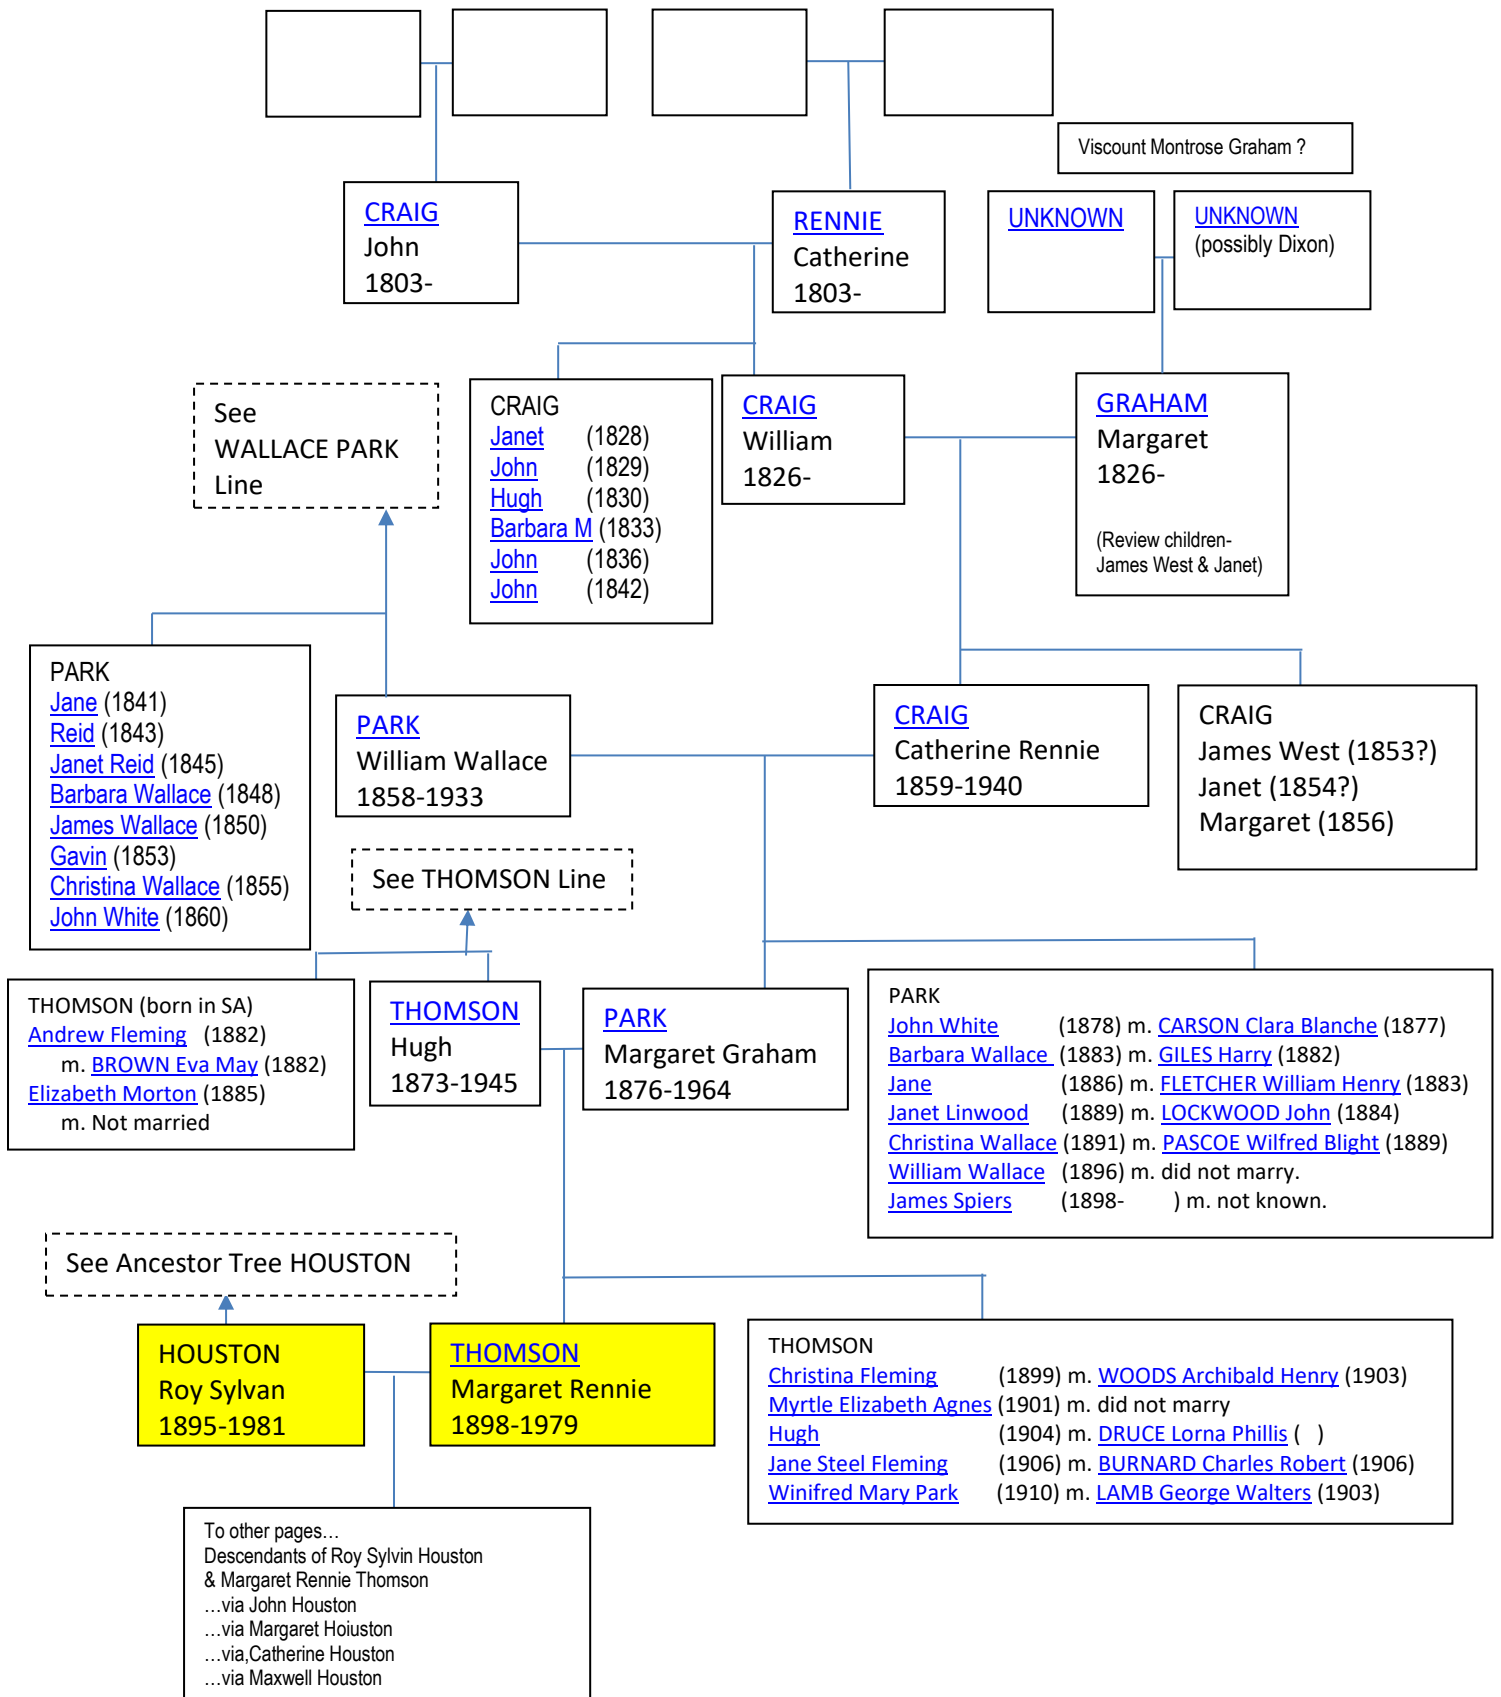 Viscount Montrose Graham ?
CRAIG
John
1803-
RENNIE
Catherine
1803-
UNKNOWN
UNKNOWN
(possibly Dixon)
See
WALLACE PARK
Line
CRAIG
Janet (1828)
John (1829)
Hugh (1830)
Barbara M (1833)
John (1836)
John (1842)
CRAIG
William
1826-
GRAHAM
Margaret
1826-
(Review children-
James West & Janet)
PARK
Jane (1841)
Reid (1843)
Janet Reid (1845)
Barbara Wallace (1848)
James Wallace (1850)
Gavin (1853)
Christina Wallace (1855)
John White (1860)
PARK
William Wallace
1858-1933
CRAIG
Catherine Rennie
1859-1940
CRAIG
James West (1853?)
Janet (1854?)
Margaret (1856)
See THOMSON Line
THOMSON (born in SA)
Andrew Fleming (1882)
m. BROWN Eva May (1882)
Elizabeth Morton (1885)
m. Not married
THOMSON
Hugh
1873-1945
PARK
Margaret Graham
1876-1964
PARK
John White (1878) m. CARSON Clara Blanche (1877)
Barbara Wallace (1883) m. GILES Harry (1882)
Jane (1886) m. FLETCHER William Henry (1883)
Janet Linwood (1889) m. LOCKWOOD John (1884)
Christina Wallace (1891) m. PASCOE Wilfred Blight (1889)
William Wallace (1896) m. did not marry.
James Spiers (1898- ) m. not known.
See Ancestor Tree HOUSTON
HOUSTON
Roy Sylvan
1895-1981
THOMSON
Margaret Rennie
1898-1979
THOMSON
Christina Fleming (1899) m. WOODS Archibald Henry (1903)
Myrtle Elizabeth Agnes (1901) m. did not marry
Hugh (1904) m. DRUCE Lorna Phillis ( )
Jane Steel Fleming (1906) m. BURNARD Charles Robert (1906)
Winifred Mary Park (1910) m. LAMB George Walters (1903)
To other pages…
Descendants of Roy Sylvin Houston
& Margaret Rennie Thomson
…via John Houston
…via Margaret Hoiuston
…via,Catherine Houston
…via Maxwell Houston